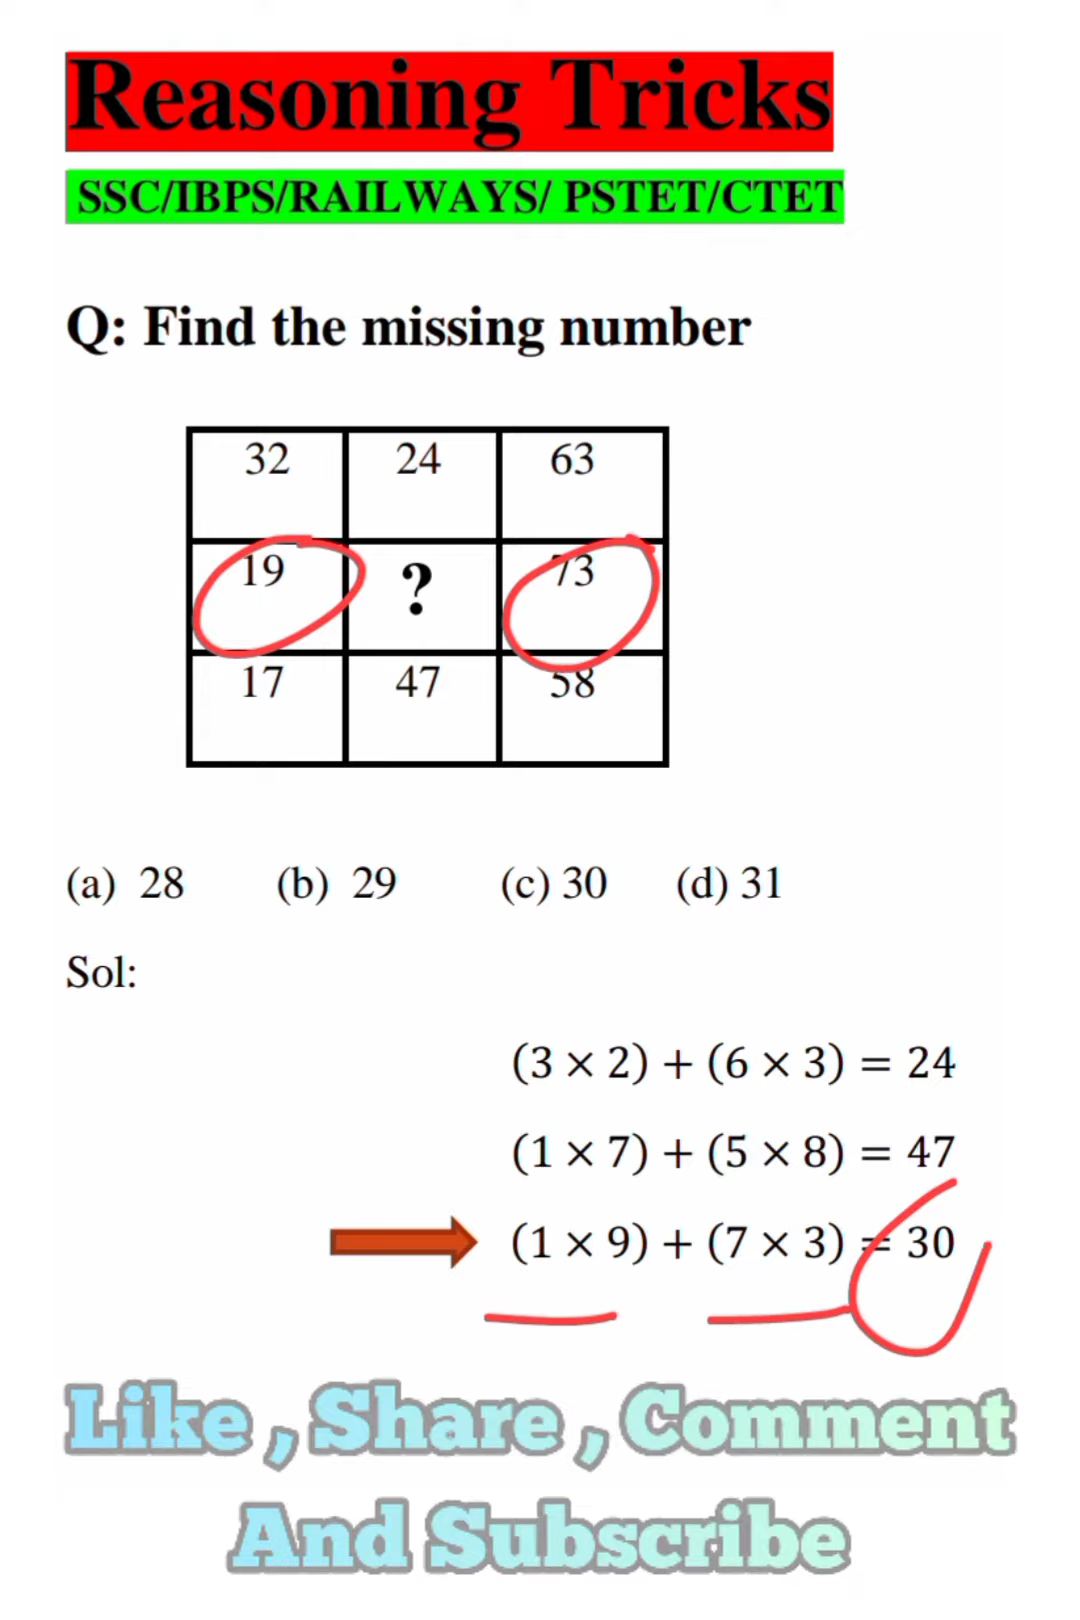 Reasoning Tricks
SSC/IBPS/RAILWAYS/ PSTET/CTET
Q: Find the missing number
32 24 63
19 ? 73
17 47 58
(a) 28 (b) 29 (c) 30 (d) 31
Sol:
(3 × 2) + (6 × 3) = 24
(1 × 7) + (5 × 8) = 47
(1 × 9) + (7 × 3) = 30
Like , Share , Comment
And Subscribe